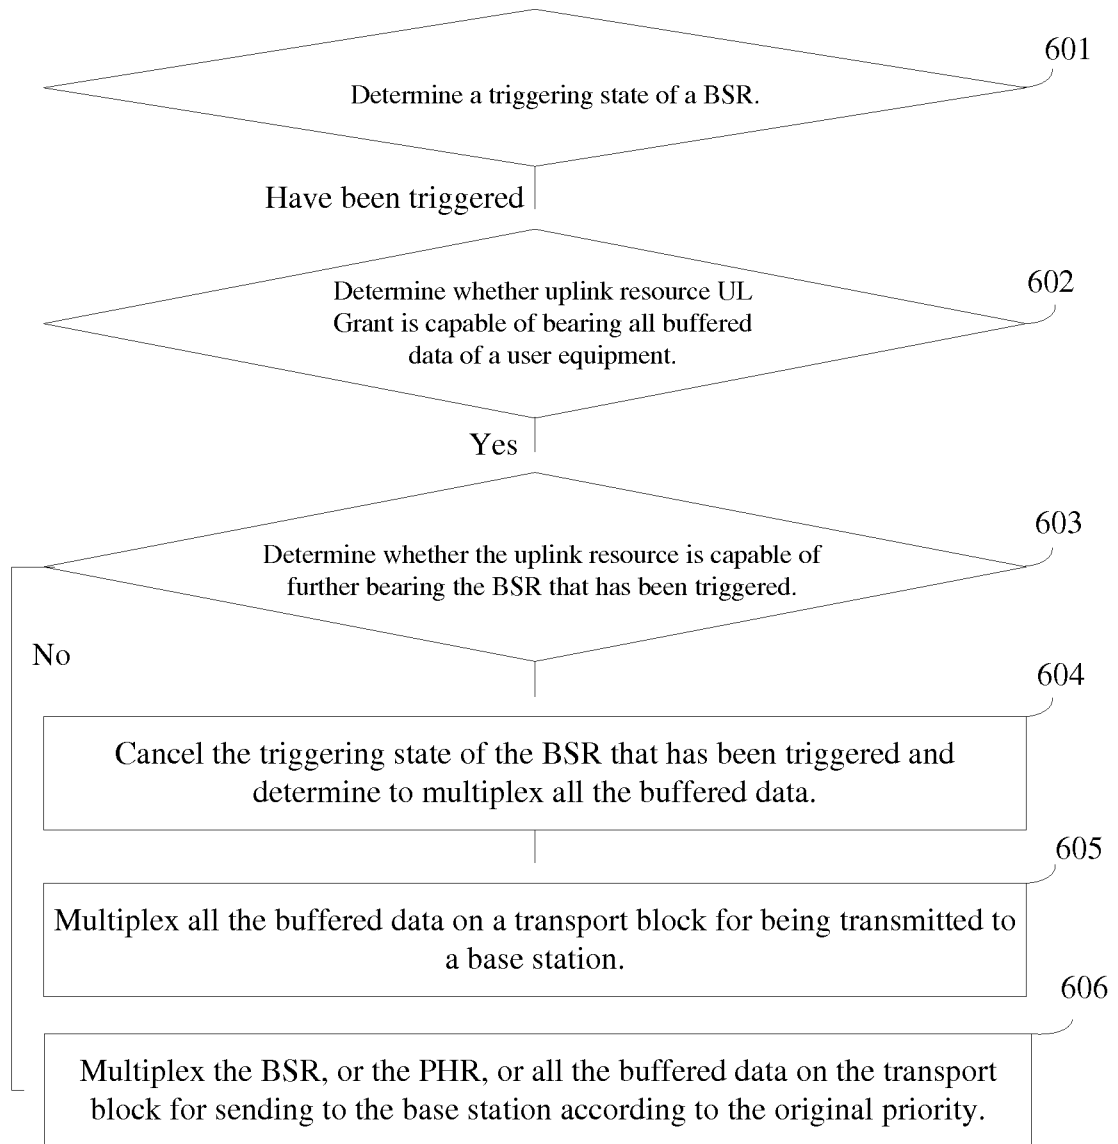 601
Determine a triggering state of a BSR.
Have been triggered
602
Determine whether uplink resource UL
Grant is capable of bearing all buffered
data of a user equipment.
Yes
603
Determine whether the uplink resource is capable of
further bearing the BSR that has been triggered.
No
604
Cancel the triggering state of the BSR that has been triggered and
determine to multiplex all the buffered data.
605
Multiplex all the buffered data on a transport block for being transmitted to
a base station.
606
Multiplex the BSR, or the PHR, or all the buffered data on the transport
block for sending to the base station according to the original priority.